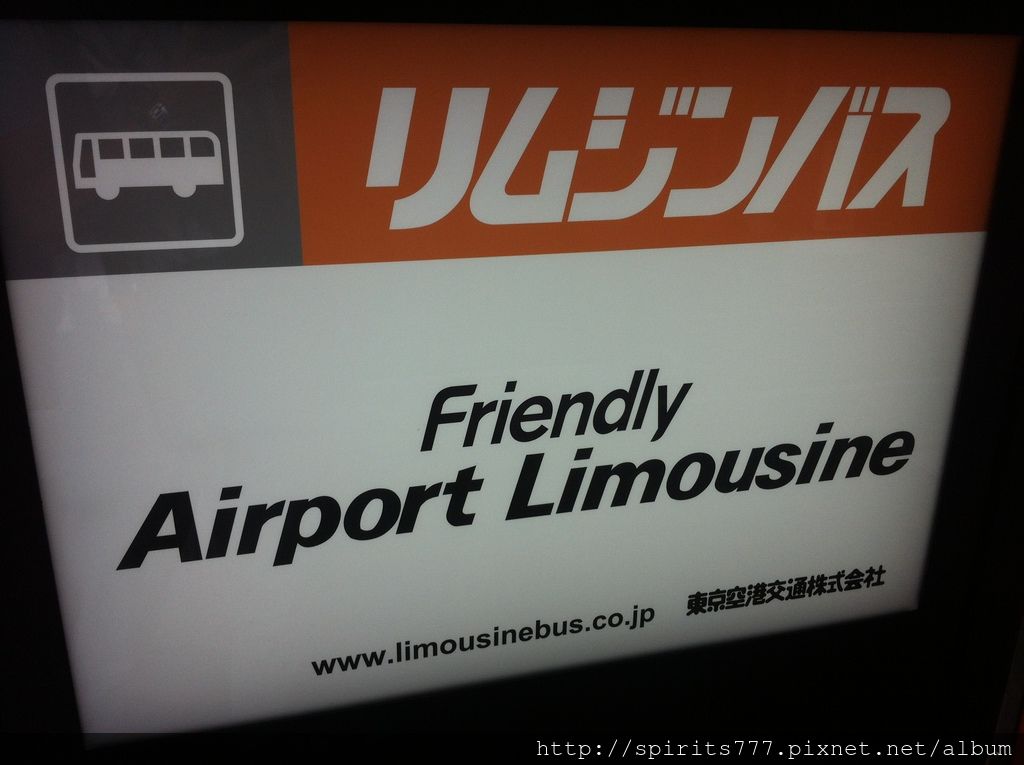 リムジンバス
Friendly
Airport Limousine
www.limousinebus.co.jp 東京空港交通株式会社
http://spirits777.pixnet.net/album